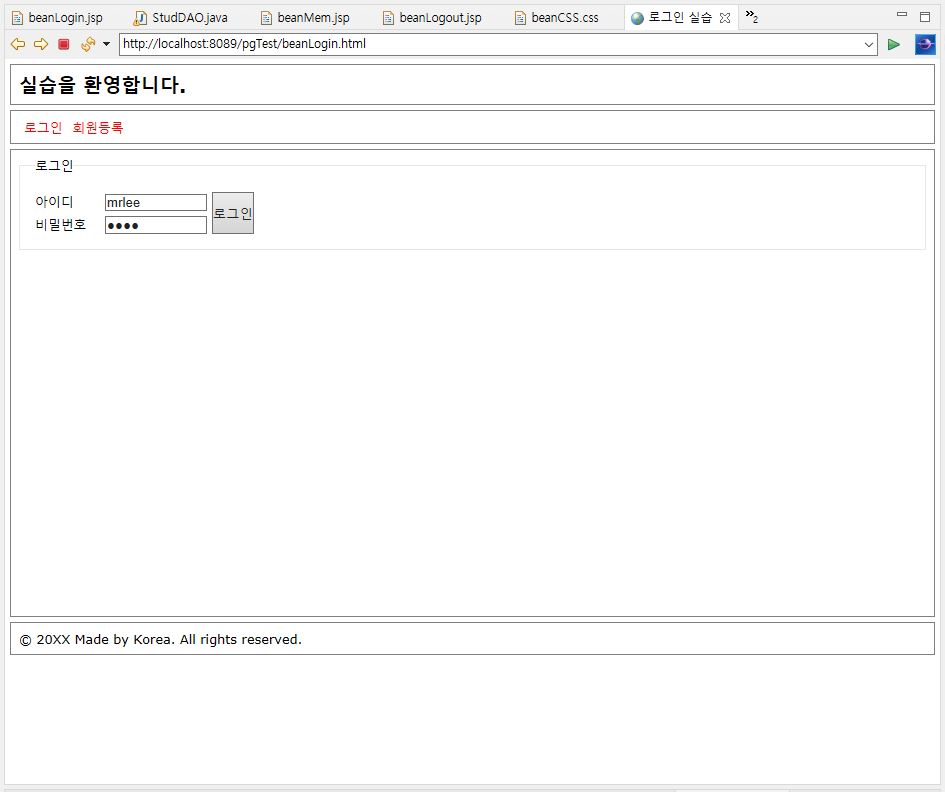 beanLogin.jsp StudDAO.java beanMem.jsp beanLogout.jsp beanCSS.css 로그인 실습 »2
http://localhost:8089/pgTest/beanLogin.html
실습을 환영합니다.
로그인 회원등록
로그인
아이디 mrlee
비밀번호 ●●●●
로그인
© 20XX Made by Korea. All rights reserved.